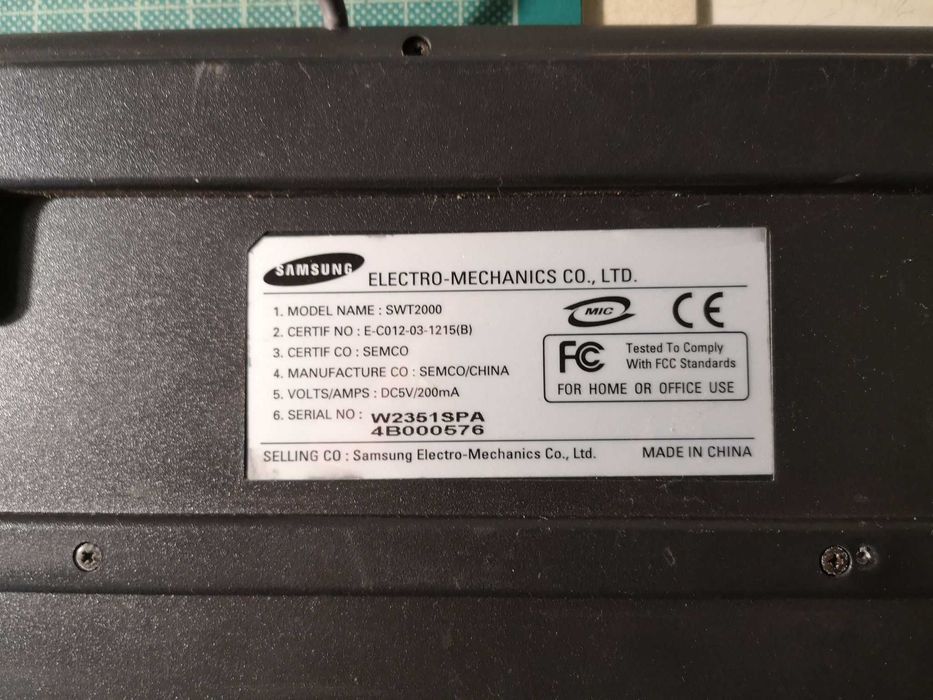 SAMSUNG ELECTRO-MECHANICS CO., LTD.
1. MODEL NAME : SWT2000
2. CERTIF NO : E-C012-03-1215(B)
3. CERTIF CO : SEMCO
4. MANUFACTURE CO : SEMCO/CHINA
5. VOLTS/AMPS : DC5V/200mA
6. SERIAL NO : W2351SPA
4B000576
MIC CE
FC Tested To Comply
With FCC Standards
FOR HOME OR OFFICE USE
SELLING CO : Samsung Electro-Mechanics Co., Ltd. MADE IN CHINA